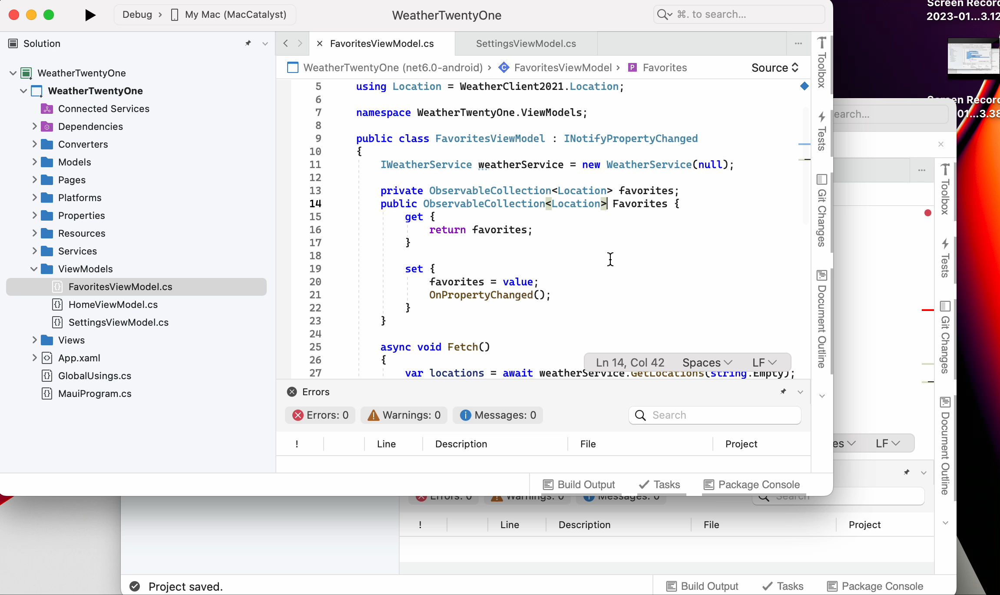 Debug › My Mac (MacCatalyst)
WeatherTwentyOne
⌘. to search...
Screen Record
2023-01...3.12
Screen Record
01...3.38
Solution
WeatherTwentyOne
WeatherTwentyOne
Connected Services
Dependencies
Converters
Models
Pages
Platforms
Properties
Resources
Services
ViewModels
FavoritesViewModel.cs
HomeViewModel.cs
SettingsViewModel.cs
Views
App.xaml
GlobalUsings.cs
MauiProgram.cs
FavoritesViewModel.cs
SettingsViewModel.cs
...
WeatherTwentyOne (net6.0-android) › FavoritesViewModel › P Favorites
Source
5 using Location = WeatherClient2021.Location;
6
7 namespace WeatherTwentyOne.ViewModels;
8
9 public class FavoritesViewModel : INotifyPropertyChanged
10 {
11 IWeatherService weatherService = new WeatherService(null);
12
13 private ObservableCollection<Location> favorites;
14 public ObservableCollection<Location> Favorites {
15 get {
16 return favorites;
17 }
18
19 set {
20 favorites = value;
21 OnPropertyChanged();
22 }
23 }
24
25 async void Fetch()
26 {
27 var locations = await weatherService.GetLocations(string.Empty);
Ln 14, Col 42 Spaces LF
Toolbox
Tests
Git Changes
Document Outline
Errors
Errors: 0 Warnings: 0 Messages: 0
Search
! Line Description File Project
Build Output Tasks Package Console
earch...
...
Toolbox
Tests
Git Changes
Document Outline
es LF
Errors: 0 Warnings: 0 Messages: 0
Search
! Line Description File Project
Project saved.
Build Output Tasks Package Console